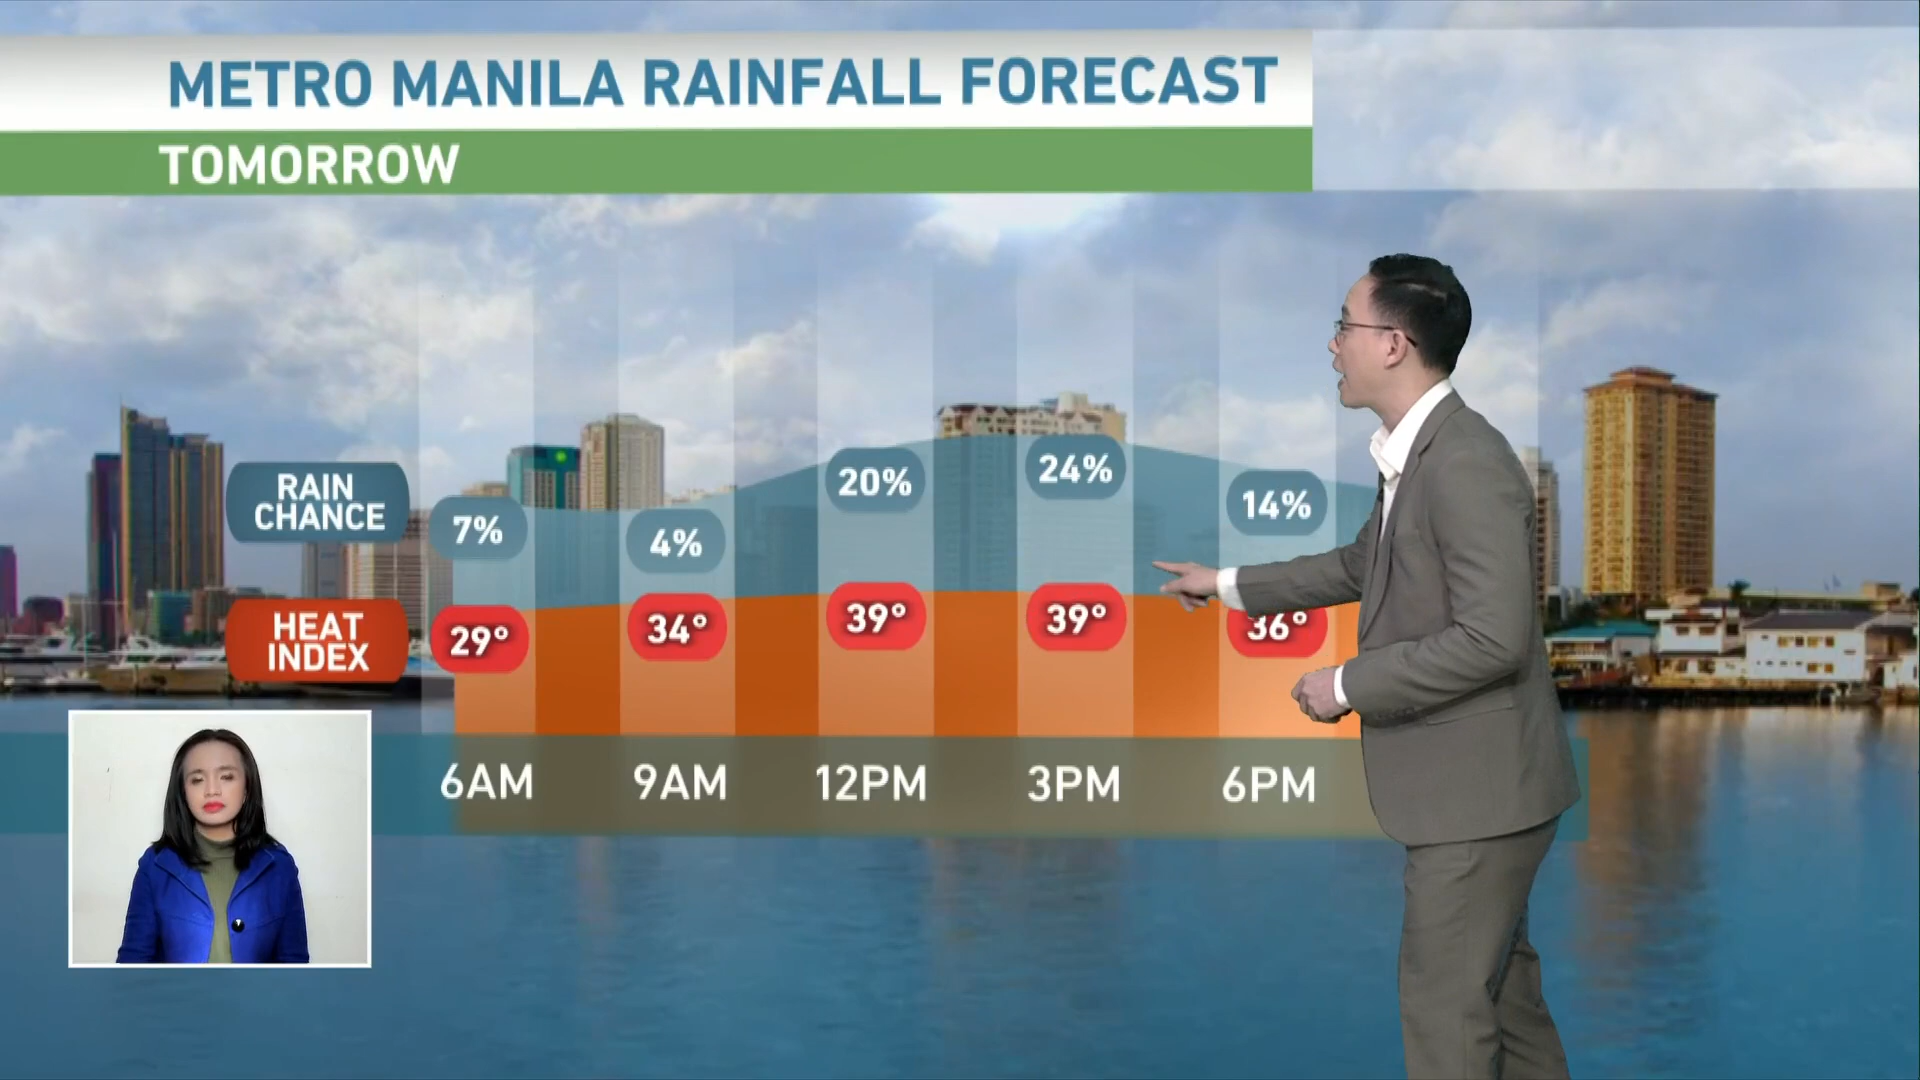 METRO MANILA RAINFALL FORECAST
TOMORROW
RAIN
CHANCE
7%
4%
20%
24%
14%
HEAT
INDEX
29°
34°
39°
39°
36°
6AM
9AM
12PM
3PM
6PM